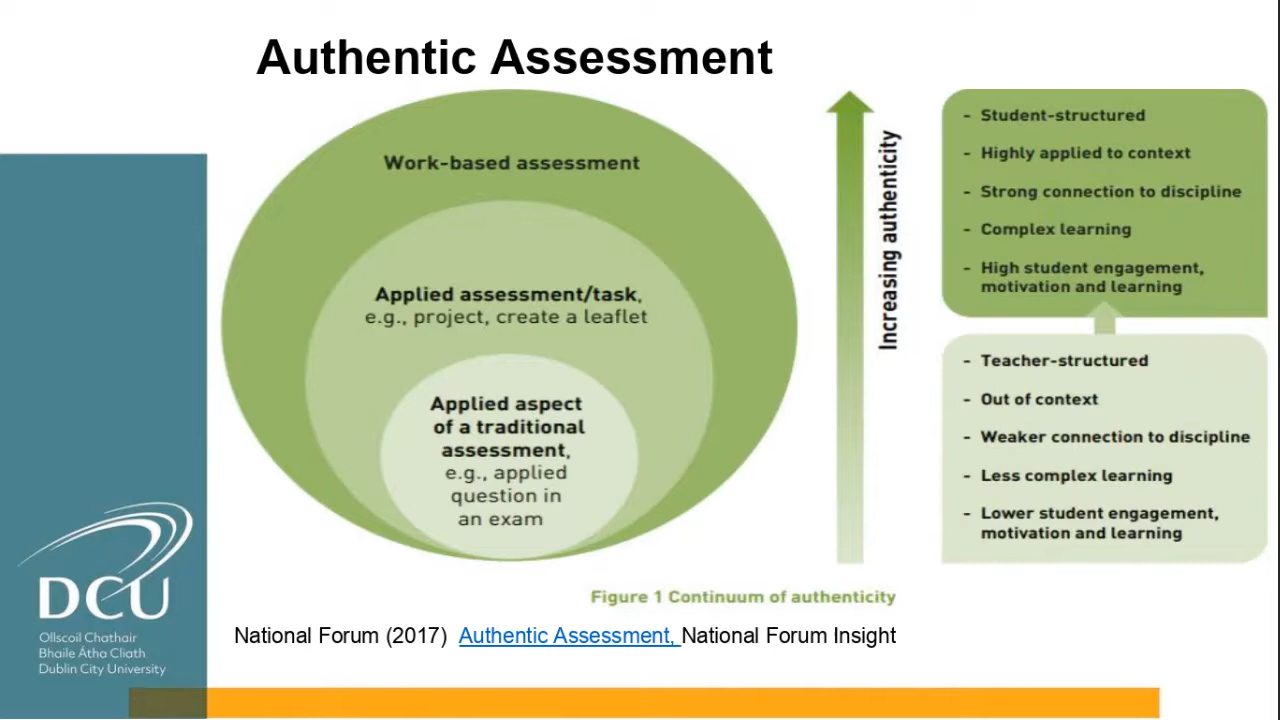 Authentic Assessment
Work-based assessment
Applied assessment/task,
e.g., project, create a leaflet
Applied aspect
of a traditional
assessment,
e.g., applied
question in
an exam
Increasing authenticity
- Student-structured
- Highly applied to context
- Strong connection to discipline
- Complex learning
- High student engagement,
motivation and learning
- Teacher-structured
- Out of context
- Weaker connection to discipline
- Less complex learning
- Lower student engagement,
motivation and learning
Figure 1 Continuum of authenticity
National Forum (2017) Authentic Assessment, National Forum Insight
DCU
Ollscoil Chathair
Bhaile Átha Cliath
Dublin City University